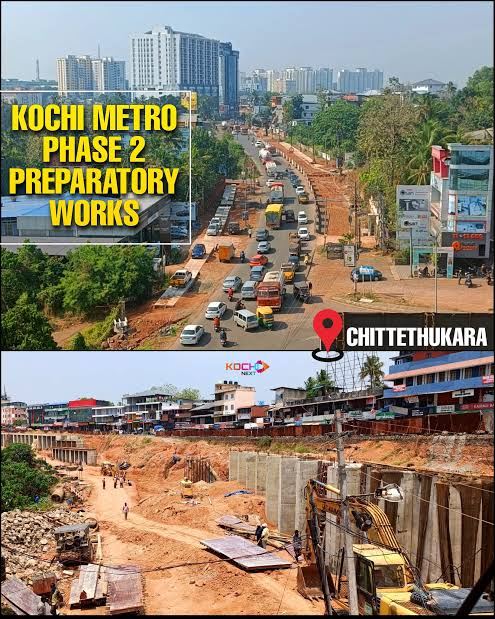 KOCHI METRO
PHASE 2
PREPARATORY
WORKS
CHITTETHUKARA
KOCHI
NEXT